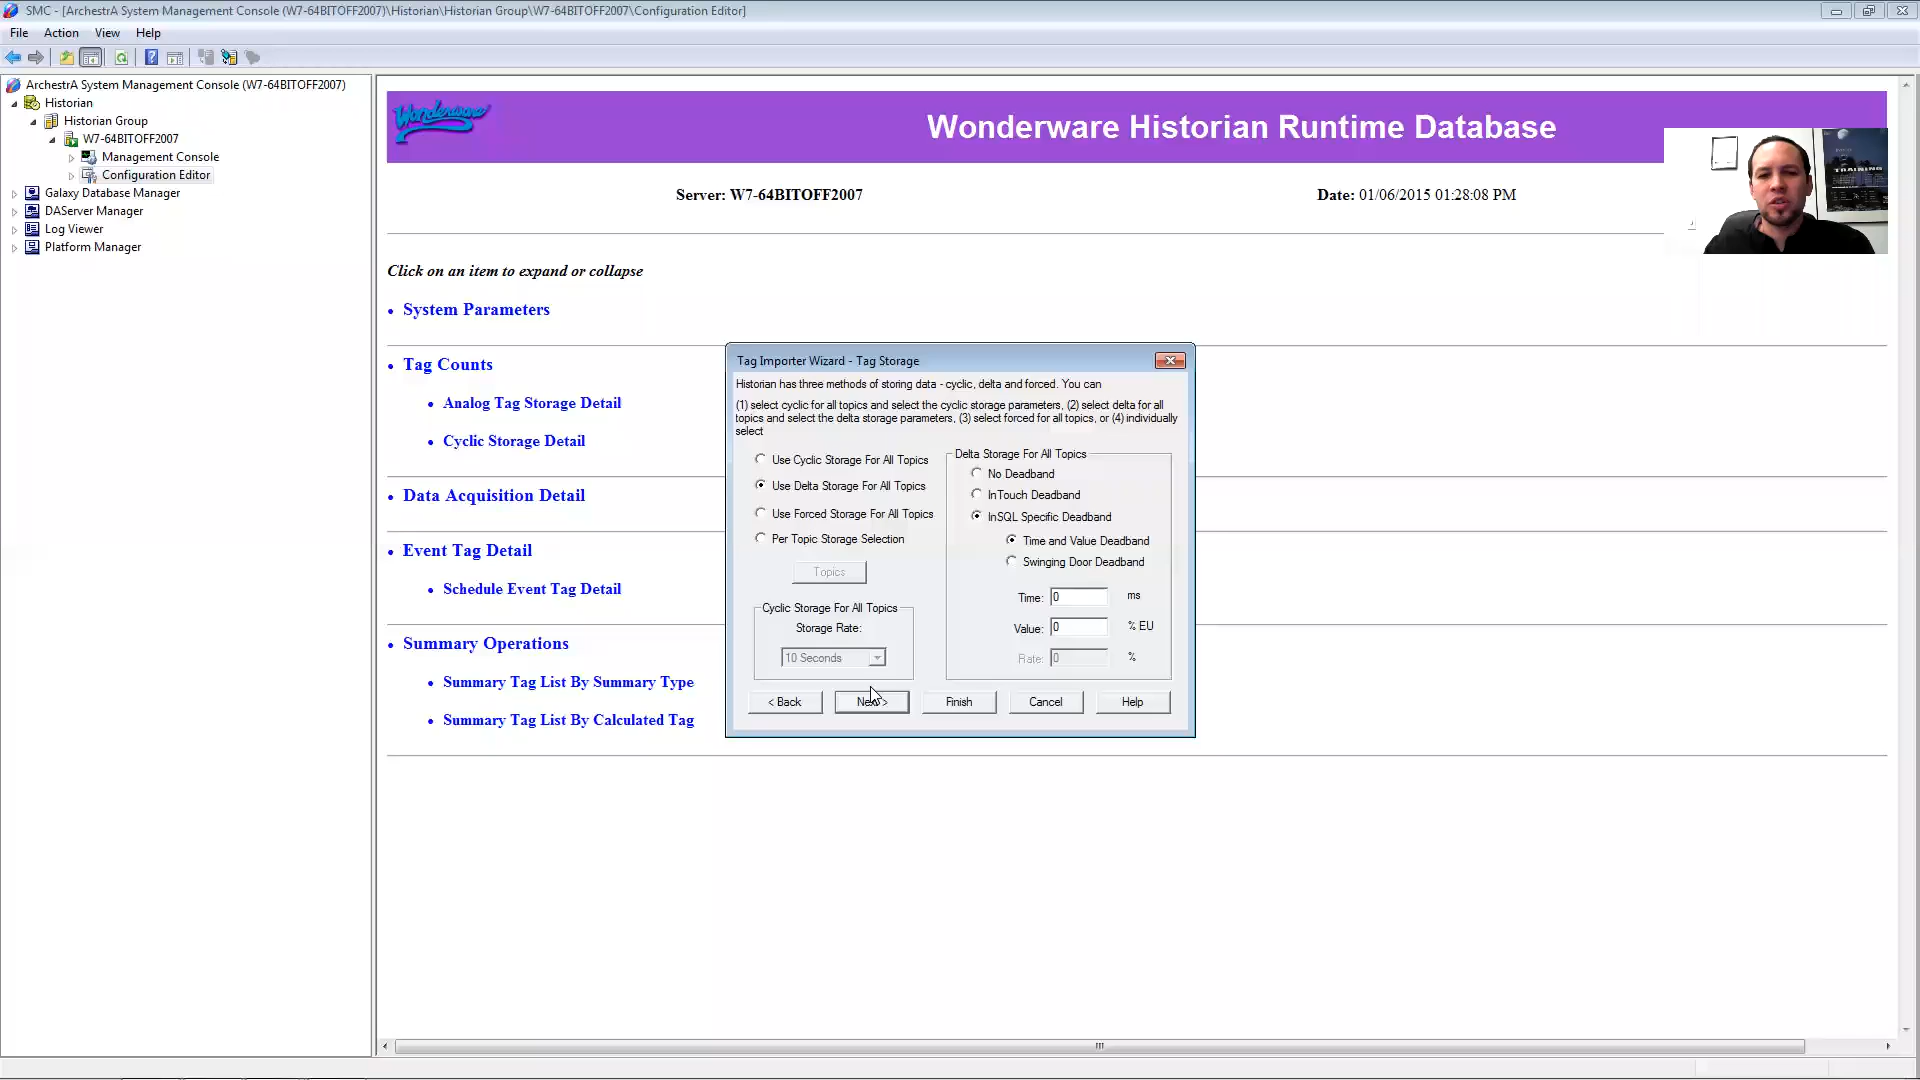 SMC - [ArchestrA System Management Console (W7-64BITOFF2007)\Historian\Historian Group\W7-64BITOFF2007\Configuration Editor]
File Action View Help
ArchestrA System Management Console (W7-64BITOFF2007)
Historian
Historian Group
W7-64BITOFF2007
Management Console
Configuration Editor
Galaxy Database Manager
DAServer Manager
Log Viewer
Platform Manager
Wonderware
Wonderware Historian Runtime Database
TRAINING
Server: W7-64BITOFF2007
Date: 01/06/2015 01:28:08 PM
Click on an item to expand or collapse
• System Parameters
• Tag Counts
• Analog Tag Storage Detail
• Cyclic Storage Detail
• Data Acquisition Detail
• Event Tag Detail
• Schedule Event Tag Detail
• Summary Operations
• Summary Tag List By Summary Type
• Summary Tag List By Calculated Tag
Tag Importer Wizard - Tag Storage
Historian has three methods of storing data - cyclic, delta and forced. You can
(1) select cyclic for all topics and select the cyclic storage parameters, (2) select delta for all
topics and select the delta storage parameters, (3) select forced for all topics, or (4) individually
select
Use Cyclic Storage For All Topics
Use Delta Storage For All Topics
Use Forced Storage For All Topics
Per Topic Storage Selection
Topics
Cyclic Storage For All Topics
Storage Rate:
10 Seconds
Delta Storage For All Topics
No Deadband
InTouch Deadband
InSQL Specific Deadband
Time and Value Deadband
Swinging Door Deadband
Time: 0 ms
Value: 0 % EU
Rate: 0 %
< Back
Next >
Finish
Cancel
Help